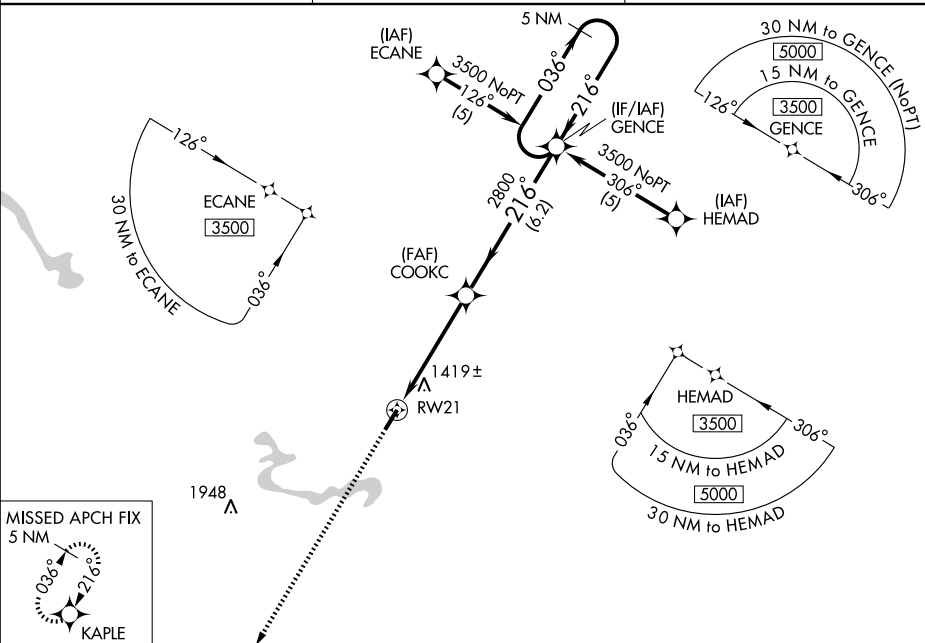 (IAF)
ECANE
3500 NoPT
126°
(5)
5 NM
036°
216°
(IF/IAF)
GENCE
3500 NoPT
306°
(5)
(IAF)
HEMAD
2800
216°
(6.2)
(FAF)
COOKC
1419±
RW21
1948
30 NM to GENCE (NoPT)
5000
15 NM to GENCE
3500
GENCE
126°
306°
126°
ECANE
3500
30 NM to ECANE
036°
HEMAD
3500
036°
306°
15 NM to HEMAD
5000
30 NM to HEMAD
MISSED APCH FIX
5 NM
036°
216°
KAPLE